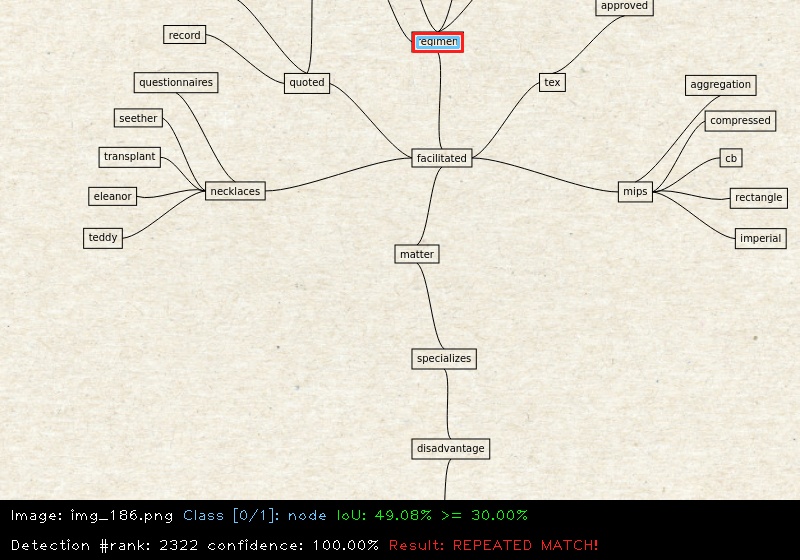 approved
record
regimen
questionnaires
quoted
tex
aggregation
seether
compressed
transplant
facilitated
cb
eleanor
necklaces
mips
rectangle
teddy
imperial
matter
specializes
disadvantage
Image: img_186.png Class [0/1]: node IoU: 49.08% >= 30.00%
Detection #rank: 2322 confidence: 100.00% Result: REPEATED MATCH!